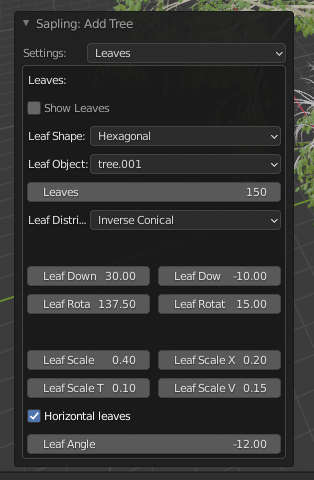 Sapling: Add Tree
Settings: Leaves
Leaves:
Show Leaves
Leaf Shape: Hexagonal
Leaf Object: tree.001
Leaves 150
Leaf Distri... Inverse Conical
Leaf Down 30.00 Leaf Dow -10.00
Leaf Rota 137.50 Leaf Rotat 15.00
Leaf Scale 0.40 Leaf Scale X 0.20
Leaf Scale T 0.10 Leaf Scale V 0.15
Horizontal leaves
Leaf Angle -12.00